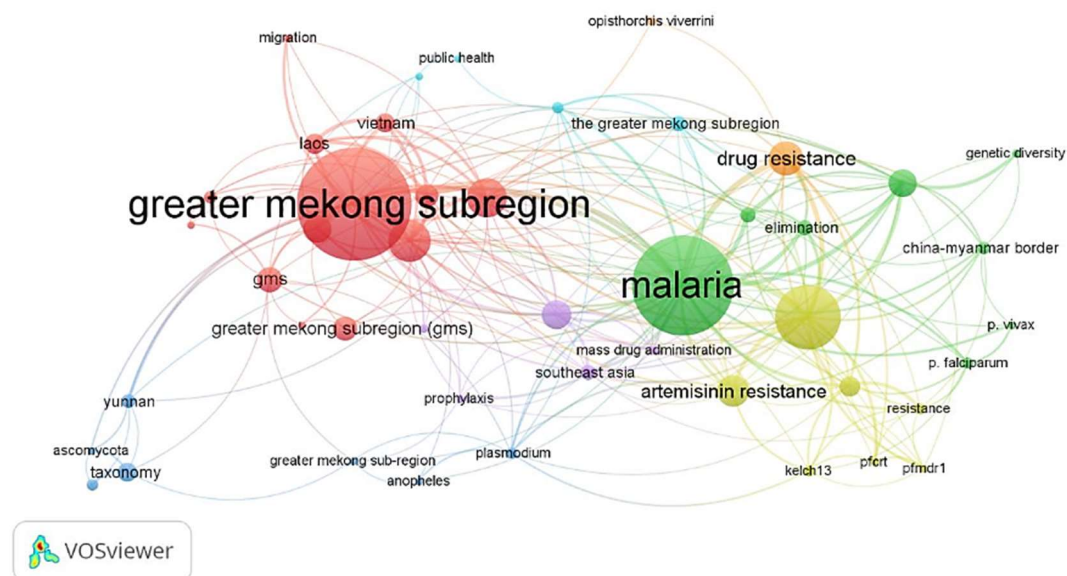 opisthorchis viverrini
migration
public health
vietnam
the greater mekong subregion
laos
drug resistance
genetic diversity
greater mekong subregion
elimination
china-myanmar border
gms
malaria
greater mekong subregion (gms)
p. vivax
mass drug administration
p. falciparum
southeast asia
artemisinin resistance
yunnan
prophylaxis
resistance
ascomycota
plasmodium
greater mekong sub-region
pfcrt
taxonomy
kelch13
pfmdr1
anopheles
VOSviewer